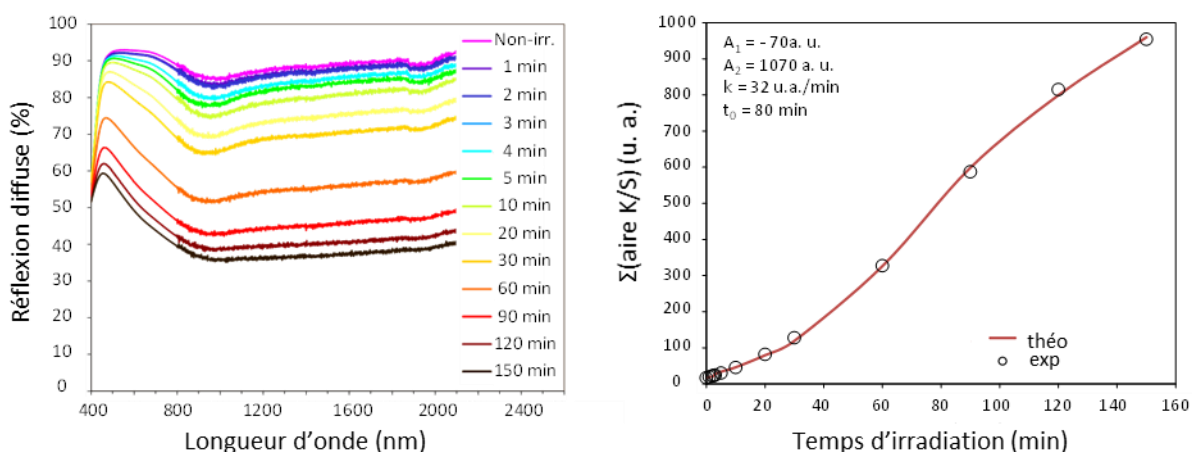 100
90
80
70
60
50
40
30
20
10
0
Réflexion diffuse (%)
400 800 1200 1600 2000 2400
Longueur d'onde (nm)
Non-irr.
1 min
2 min
3 min
4 min
5 min
10 min
20 min
30 min
60 min
90 min
120 min
150 min
1000
900
800
700
600
500
400
300
200
100
0
Σ(aire K/S) (u. a.)
A1 = - 70a. u.
A2 = 1070 a. u.
k = 32 u.a./min
t0 = 80 min
théo
exp
0 20 40 60 80 100 120 140 160
Temps d'irradiation (min)